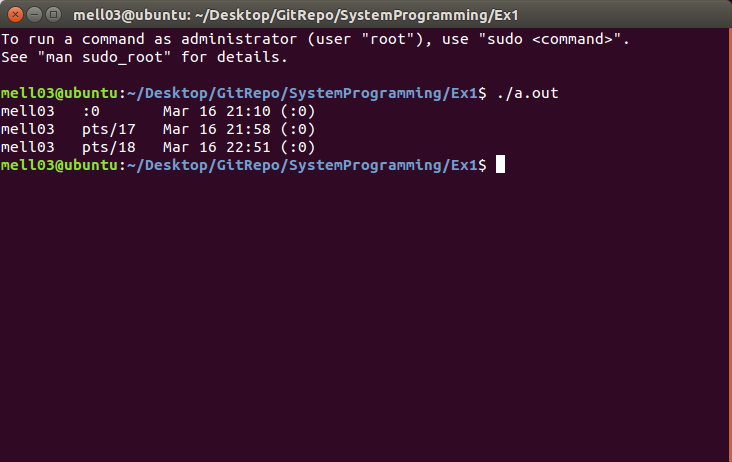 mell03@ubuntu: ~/Desktop/GitRepo/SystemProgramming/Ex1
To run a command as administrator (user "root"), use "sudo <command>".
See "man sudo_root" for details.
mell03@ubuntu:~/Desktop/GitRepo/SystemProgramming/Ex1$ ./a.out
mell03   :0       Mar 16 21:10 (:0)
mell03   pts/17   Mar 16 21:58 (:0)
mell03   pts/18   Mar 16 22:51 (:0)
mell03@ubuntu:~/Desktop/GitRepo/SystemProgramming/Ex1$